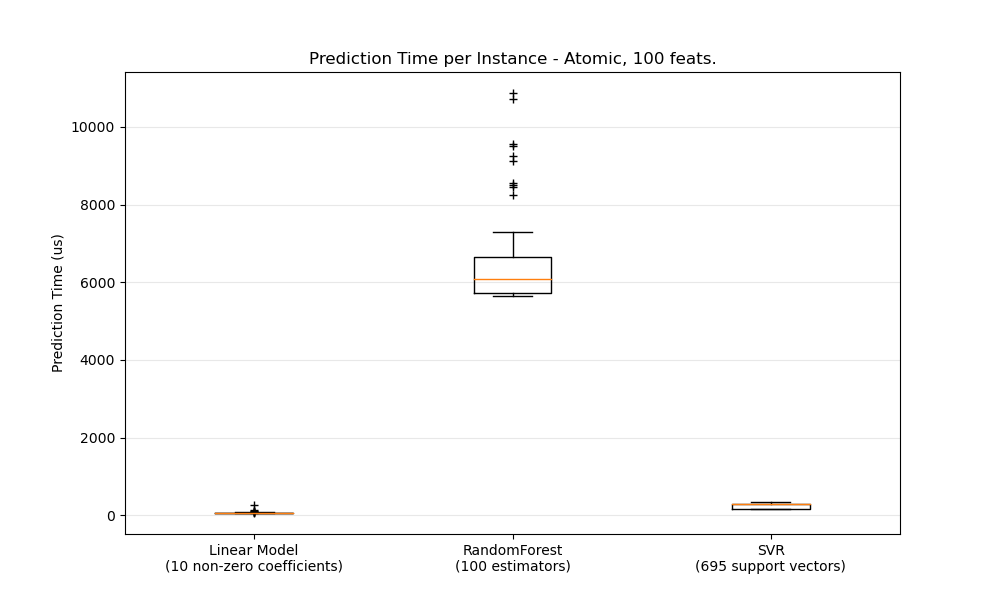 Prediction Time per Instance - Atomic, 100 feats.
Prediction Time (us)
10000
8000
6000
4000
2000
0
Linear Model
(10 non-zero coefficients)
RandomForest
(100 estimators)
SVR
(695 support vectors)